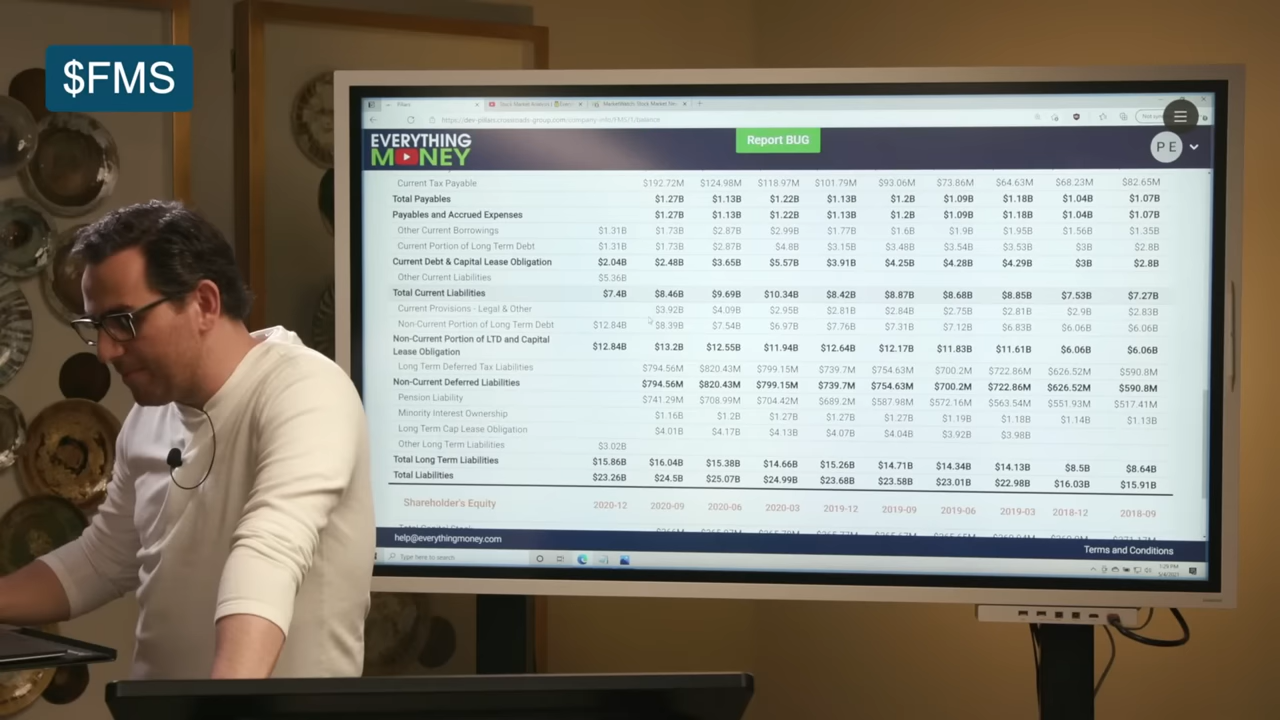 $FMS
EVERYTHING
MONEY
Report BUG
P E
Current Tax Payable $192.72M $124.98M $118.97M $101.79M $93.06M $73.86M $64.63M $68.23M $82.65M
Total Payables $1.27B $1.13B $1.22B $1.13B $1.2B $1.09B $1.18B $1.04B $1.07B
Payables and Accrued Expenses $1.27B $1.13B $1.22B $1.13B $1.2B $1.09B $1.18B $1.04B $1.07B
Other Current Borrowings $1.31B $1.73B $2.87B $2.99B $1.77B $1.6B $1.9B $1.95B $1.56B $1.35B
Current Portion of Long Term Debt $1.31B $1.73B $2.87B $4.8B $3.15B $3.48B $3.54B $3.53B $3B $2.8B
Current Debt & Capital Lease Obligation $2.04B $2.48B $3.65B $5.57B $3.91B $4.25B $4.28B $4.29B $3B $2.8B
Other Current Liabilities $5.36B
Total Current Liabilities $7.4B $8.46B $9.69B $10.34B $8.42B $8.87B $8.68B $8.85B $7.53B $7.27B
Current Provisions - Legal & Other $3.92B $4.09B $2.95B $2.81B $2.84B $2.75B $2.81B $2.9B $2.83B
Non-Current Portion of Long Term Debt $12.84B $8.39B $7.54B $6.97B $7.76B $7.31B $7.12B $6.83B $6.06B $6.06B
Non-Current Portion of LTD and Capital
Lease Obligation $12.84B $13.2B $12.55B $11.94B $12.64B $12.17B $11.83B $11.61B $6.06B $6.06B
Long Term Deferred Tax Liabilities $794.56M $820.43M $799.15M $739.7M $754.63M $700.2M $722.86M $626.52M $590.8M
Non-Current Deferred Liabilities $794.56M $820.43M $799.15M $739.7M $754.63M $700.2M $722.86M $626.52M $590.8M
Pension Liability $741.29M $708.99M $704.42M $689.2M $587.98M $572.16M $563.54M $551.93M $517.41M
Minority Interest Ownership $1.16B $1.2B $1.27B $1.27B $1.27B $1.19B $1.18B $1.14B $1.13B
Long Term Cap Lease Obligation $4.01B $4.17B $4.13B $4.07B $4.04B $3.92B $3.98B
Other Long Term Liabilities $3.02B
Total Long Term Liabilities $15.86B $16.04B $15.38B $14.66B $15.26B $14.71B $14.34B $14.13B $8.5B $8.64B
Total Liabilities $23.26B $24.5B $25.07B $24.99B $23.68B $23.58B $23.01B $22.98B $16.03B $15.91B
Shareholder's Equity 2020-12 2020-09 2020-06 2020-03 2019-12 2019-09 2019-06 2019-03 2018-12 2018-09
help@everythingmoney.com
Terms and Conditions
Type here to search